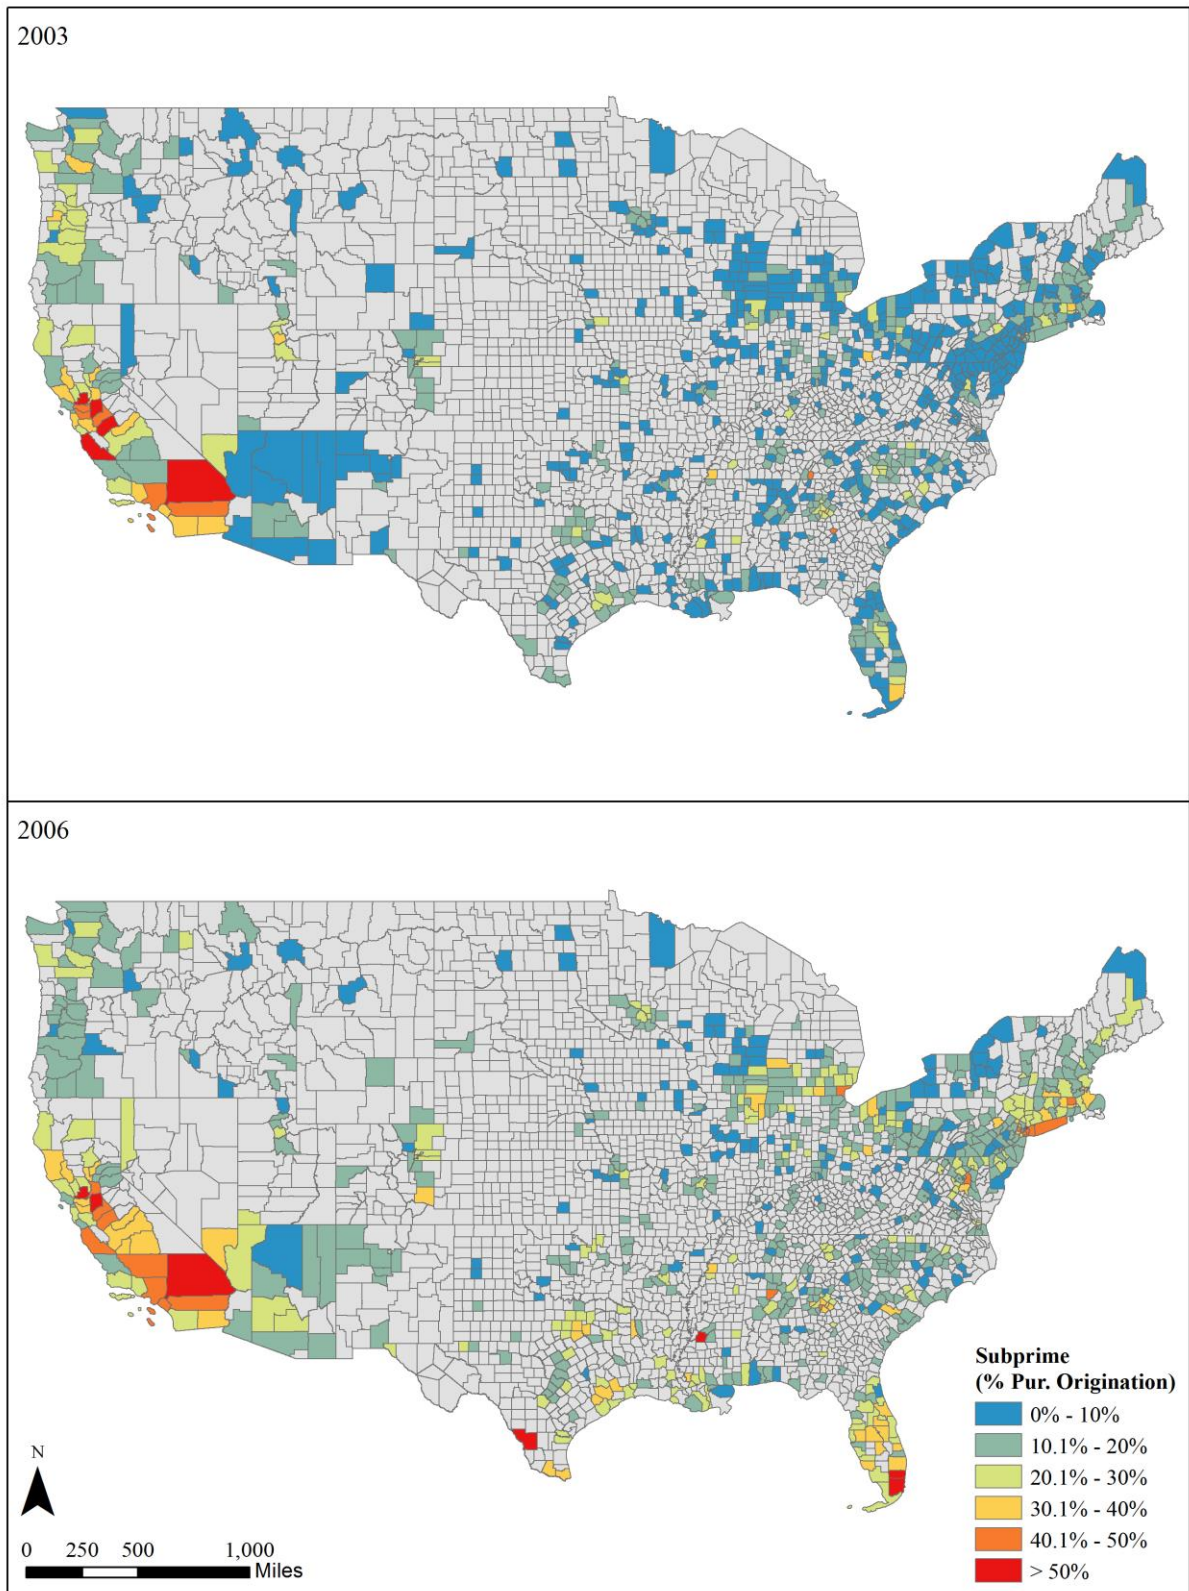 2003
2006
Subprime
(% Pur. Origination)
0% - 10%
10.1% - 20%
20.1% - 30%
30.1% - 40%
40.1% - 50%
> 50%
N
0 250 500 1,000
Miles